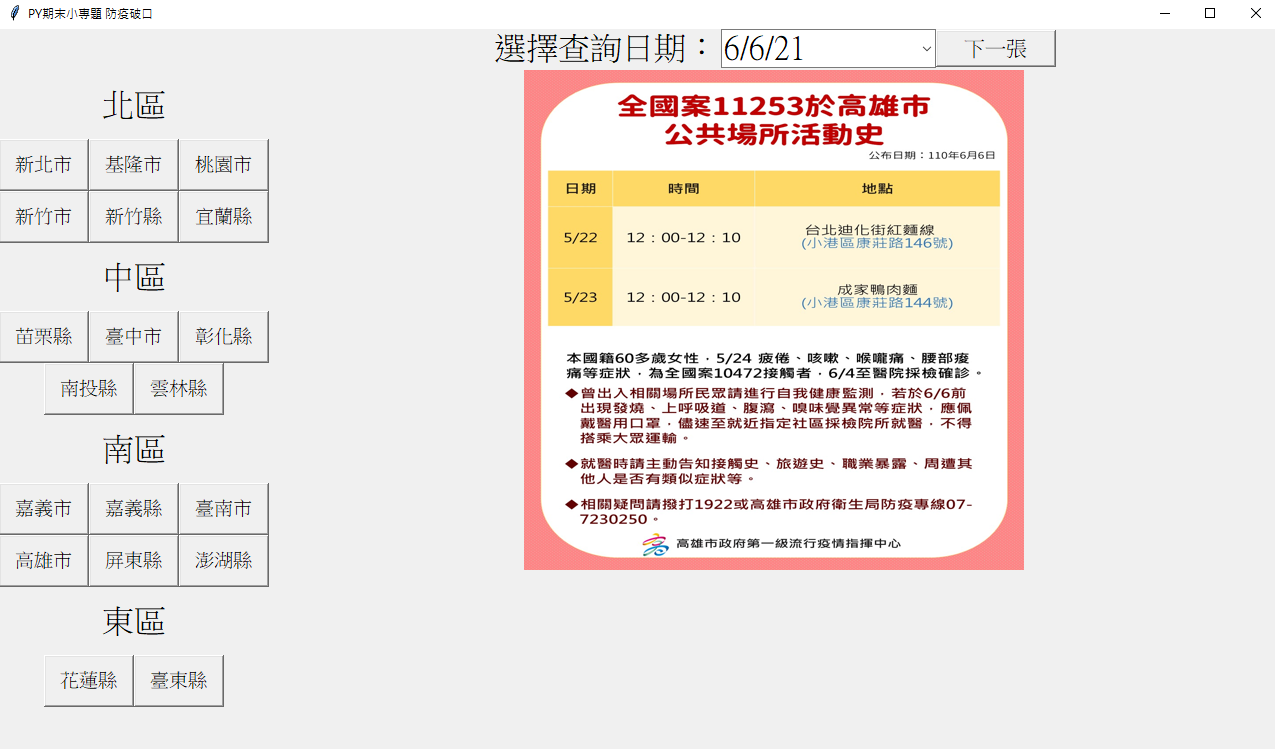 PY期末小專題 防疫破口
選擇查詢日期： 6/6/21 下一張
北區
新北市 基隆市 桃園市
新竹市 新竹縣 宜蘭縣
中區
苗栗縣 臺中市 彰化縣
南投縣 雲林縣
南區
嘉義市 嘉義縣 臺南市
高雄市 屏東縣 澎湖縣
東區
花蓮縣 臺東縣
全國案11253於高雄市
公共場所活動史
公布日期：110年6月6日
日期 時間 地點
5/22 12：00-12：10 台北迪化街紅麵線
(小港區康莊路146號)
5/23 12：00-12：10 成家鴨肉麵
(小港區康莊路144號)
本國籍60多歲女性，5/24 疲倦、咳嗽、喉嚨痛、腰部痠
痛等症狀，為全國案10472接觸者，6/4至醫院採檢確診。
◆曾出入相關場所民眾請進行自我健康監測，若於6/6前
出現發燒、上呼吸道、腹瀉、嗅味覺異常等症狀，應佩
戴醫用口罩，儘速至就近指定社區採檢院所就醫，不得
搭乘大眾運輸。
◆就醫時請主動告知接觸史、旅遊史、職業暴露、周遭其
他人是否有類似症狀等。
◆相關疑問請撥打1922或高雄市政府衛生局防疫專線07-
7230250。
高雄市政府第一級流行疫情指揮中心